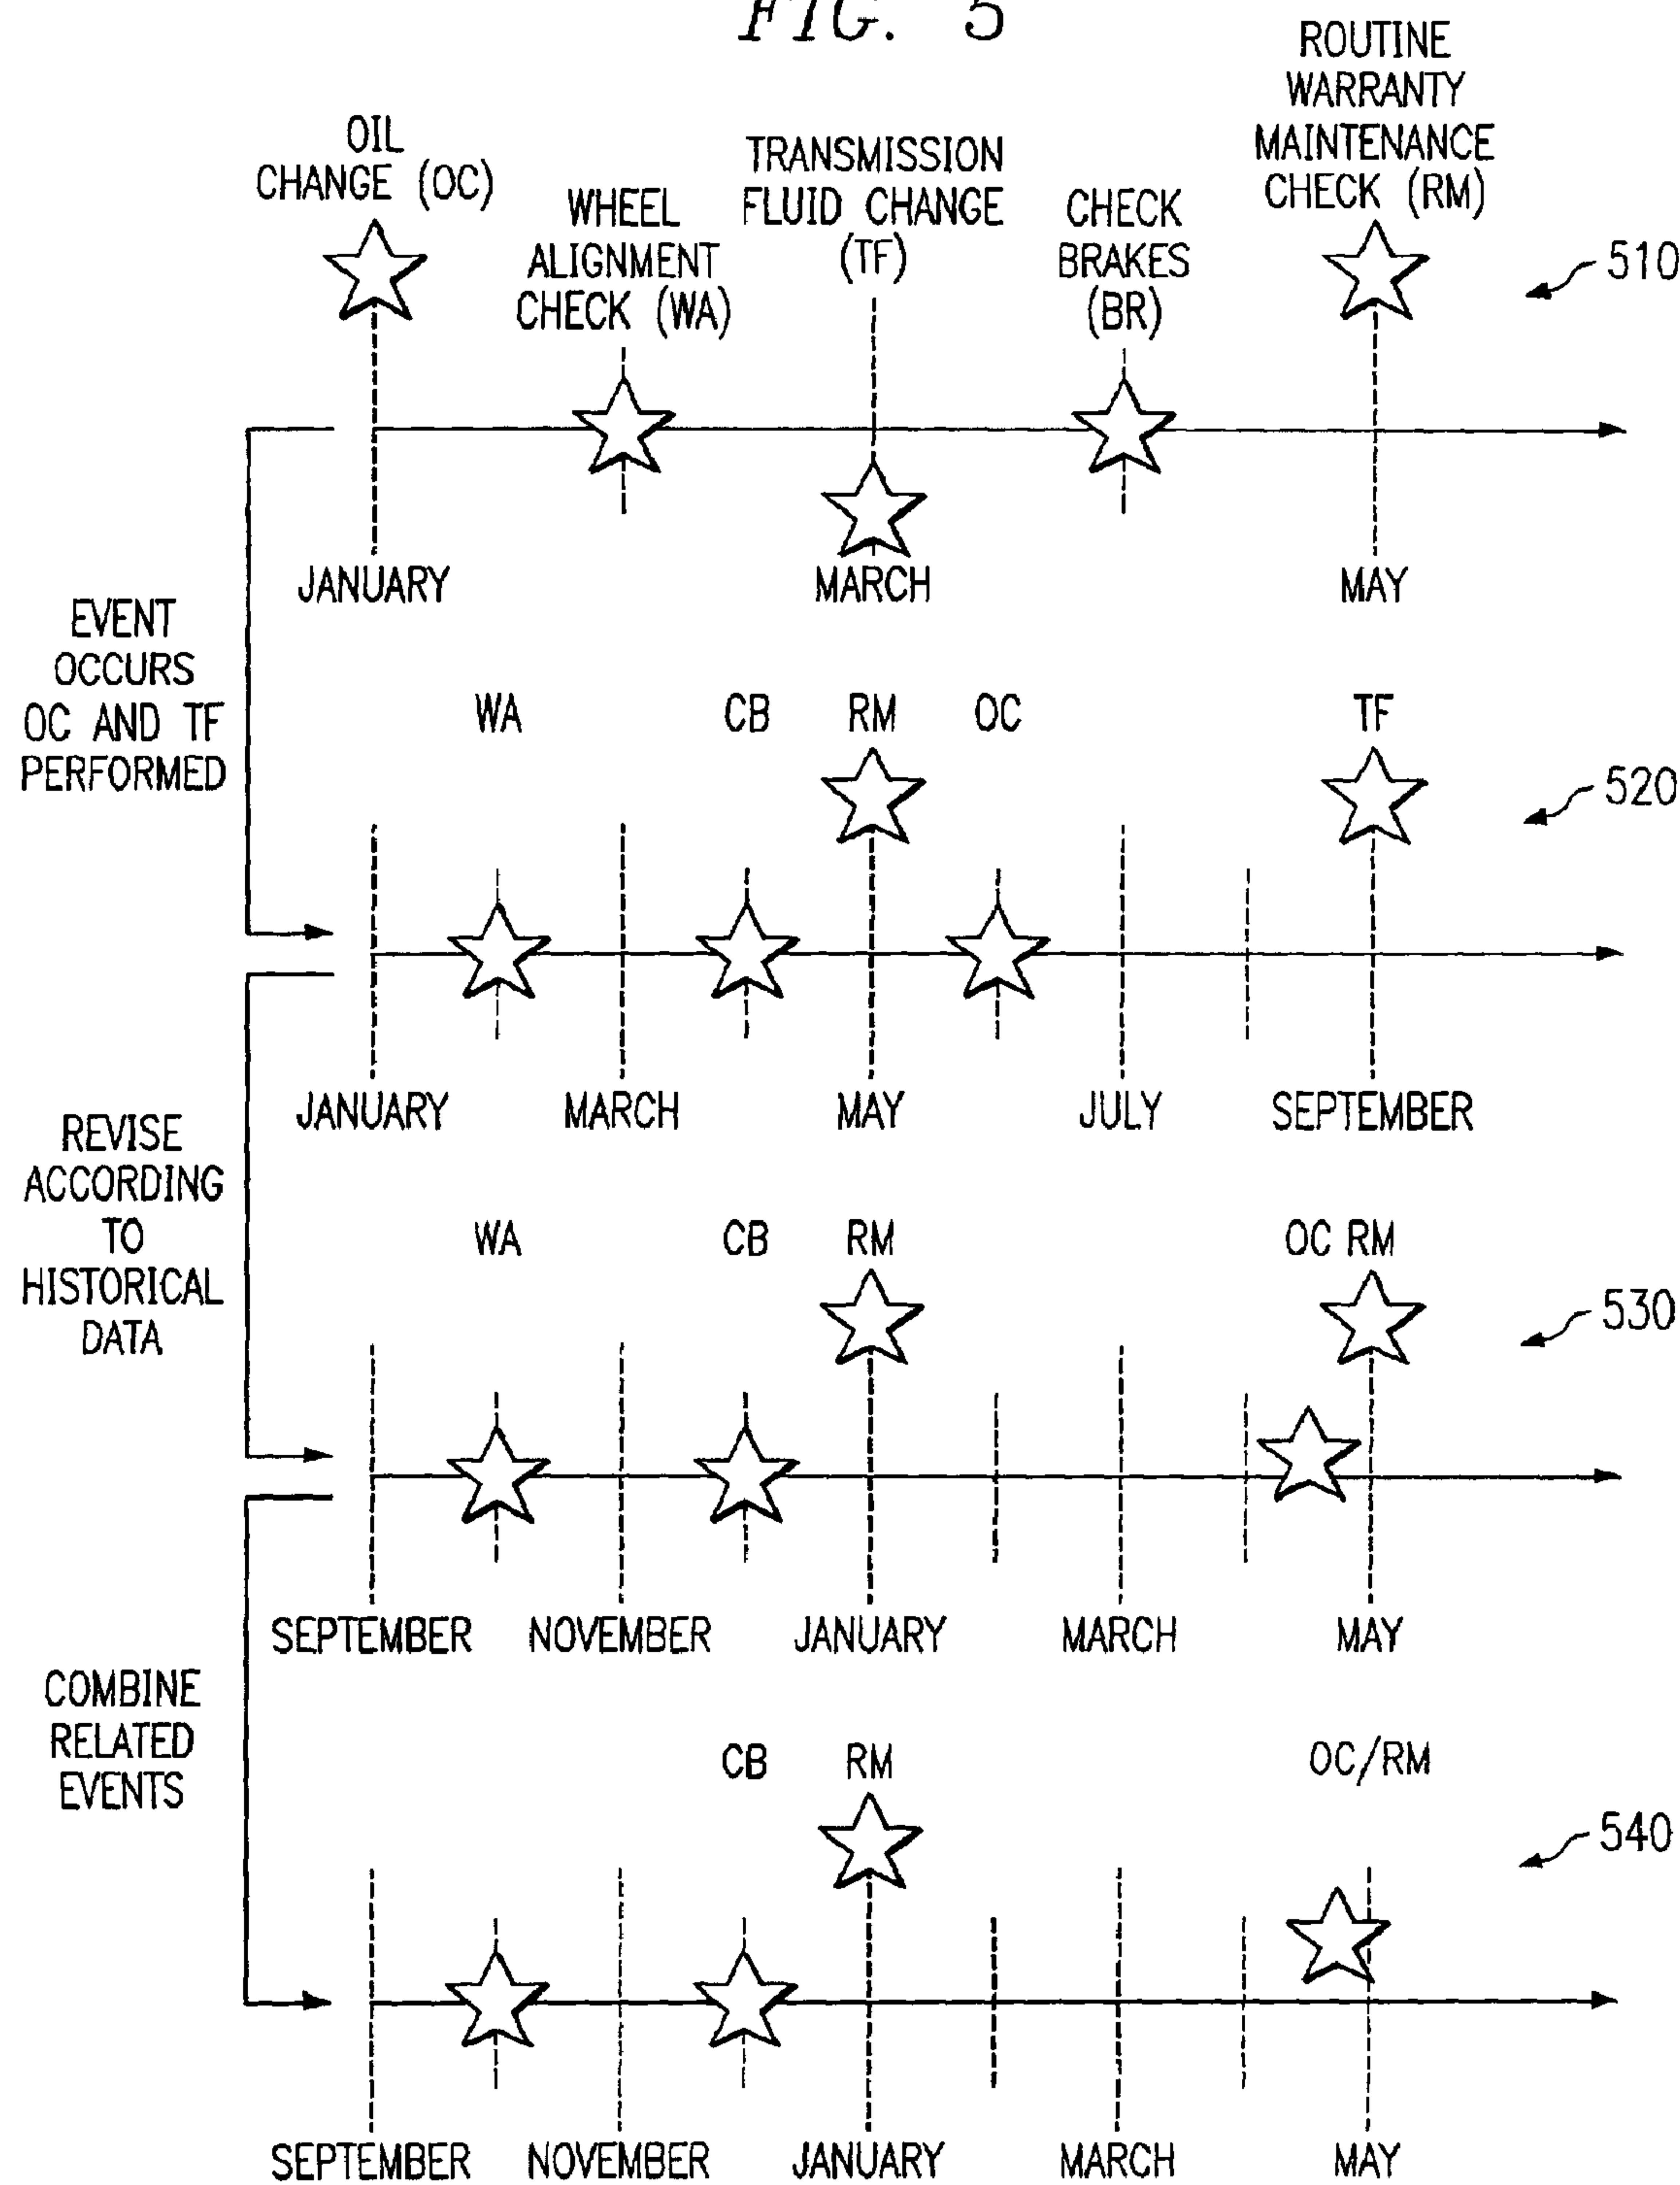 FIG. 5
OIL
CHANGE (OC)
WHEEL
ALIGNMENT
CHECK (WA)
TRANSMISSION
FLUID CHANGE
(TF)
CHECK
BRAKES
(BR)
ROUTINE
WARRANTY
MAINTENANCE
CHECK (RM)
510
JANUARY
MARCH
MAY
EVENT
OCCURS
OC AND TF
PERFORMED
WA
CB
RM
OC
TF
520
JANUARY
MARCH
MAY
JULY
SEPTEMBER
REVISE
ACCORDING
TO
HISTORICAL
DATA
WA
CB
RM
OC RM
530
SEPTEMBER
NOVEMBER
JANUARY
MARCH
MAY
COMBINE
RELATED
EVENTS
CB
RM
OC/RM
540
SEPTEMBER
NOVEMBER
JANUARY
MARCH
MAY